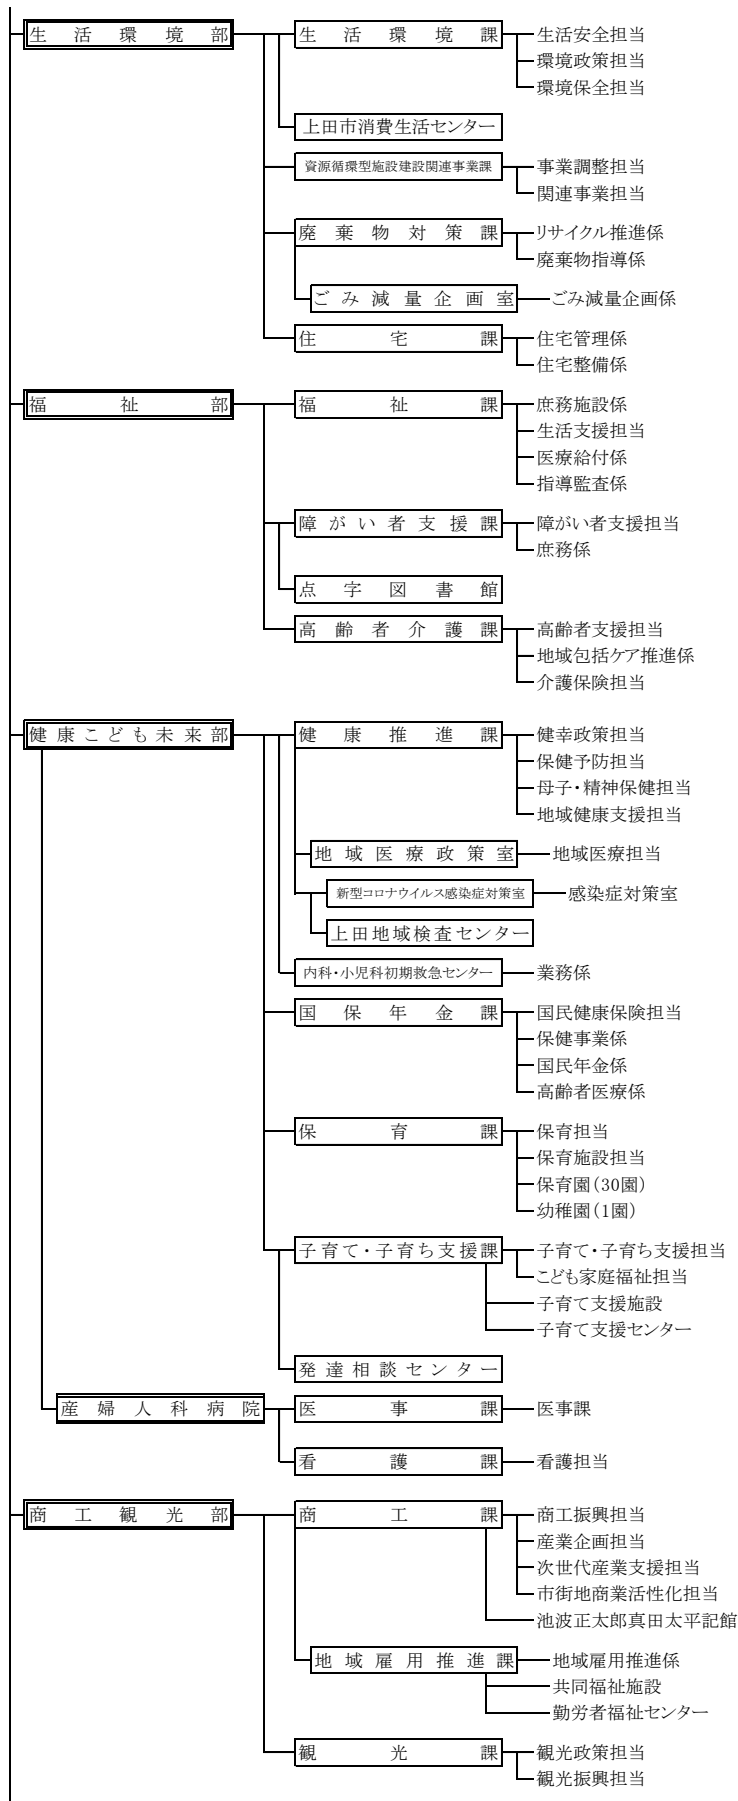 生活環境部 生活環境課 生活安全担当
環境政策担当
環境保全担当
上田市消費生活センター
資源循環型施設建設関連事業課 事業調整担当
関連事業担当
廃棄物対策課 リサイクル推進係
廃棄物指導係
ごみ減量企画室 ごみ減量企画係
住宅課 住宅管理係
住宅整備係
福祉部 福祉課 庶務施設係
生活支援担当
医療給付係
指導監査係
障がい者支援課 障がい者支援担当
庶務係
点字図書館
高齢者介護課 高齢者支援担当
地域包括ケア推進係
介護保険担当
健康こども未来部 健康推進課 健幸政策担当
保健予防担当
母子・精神保健担当
地域健康支援担当
地域医療政策室 地域医療担当
新型コロナウイルス感染症対策室 感染症対策室
上田地域検査センター
内科・小児科初期救急センター 業務係
国保年金課 国民健康保険担当
保健事業係
国民年金係
高齢者医療係
保育課 保育担当
保育施設担当
保育園(30園)
幼稚園(1園)
子育て・子育ち支援課 子育て・子育ち支援担当
こども家庭福祉担当
子育て支援施設
子育て支援センター
発達相談センター
産婦人科病院 医事課 医事課
看護課 看護担当
商工観光部 商工課 商工振興担当
産業企画担当
次世代産業支援担当
市街地商業活性化担当
池波正太郎真田太平記館
地域雇用推進課 地域雇用推進係
共同福祉施設
勤労者福祉センター
観光課 観光政策担当
観光振興担当